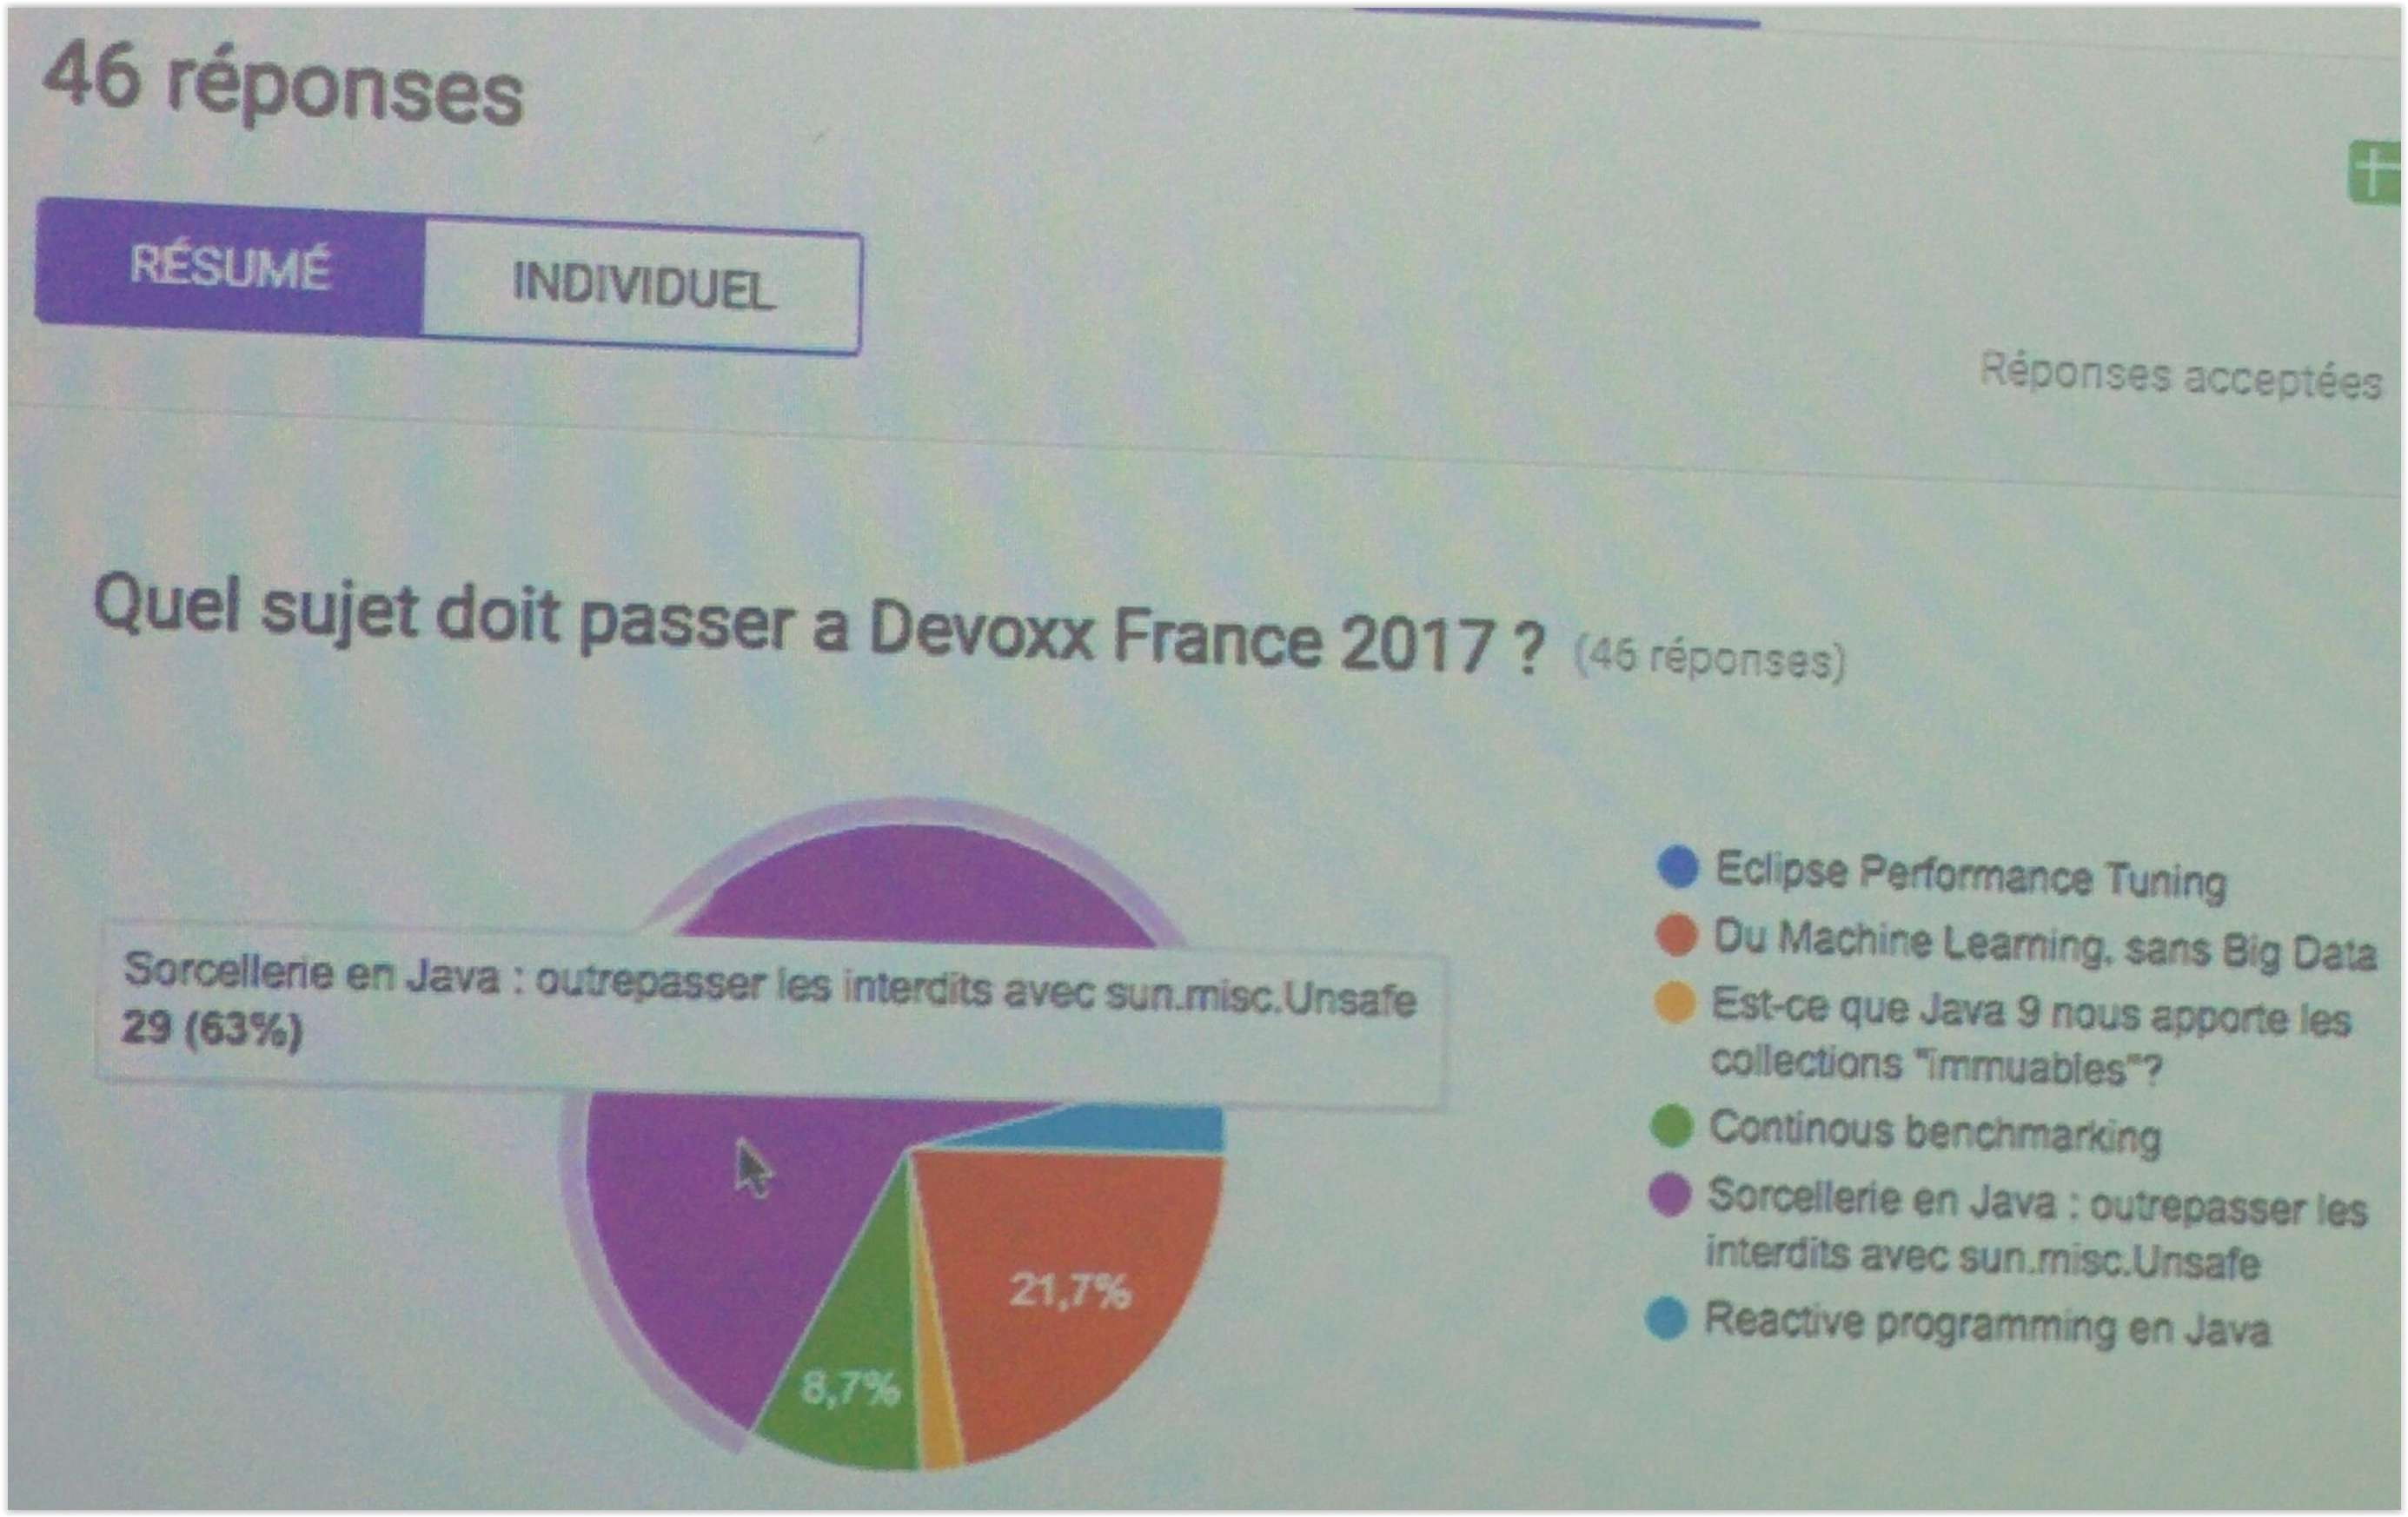 46 réponses
RÉSUMÉ
INDIVIDUEL
Réponses acceptées
Quel sujet doit passer a Devoxx France 2017 ? (46 réponses)
Sorcellerie en Java : outrepasser les interdits avec sun.misc.Unsafe
29 (63%)
21,7%
8,7%
Eclipse Performance Tuning
Du Machine Learning, sans Big Data
Est-ce que Java 9 nous apporte les
collections "immuables"?
Continous benchmarking
Sorcellerie en Java : outrepasser les
interdits avec sun.misc.Unsafe
Reactive programming en Java